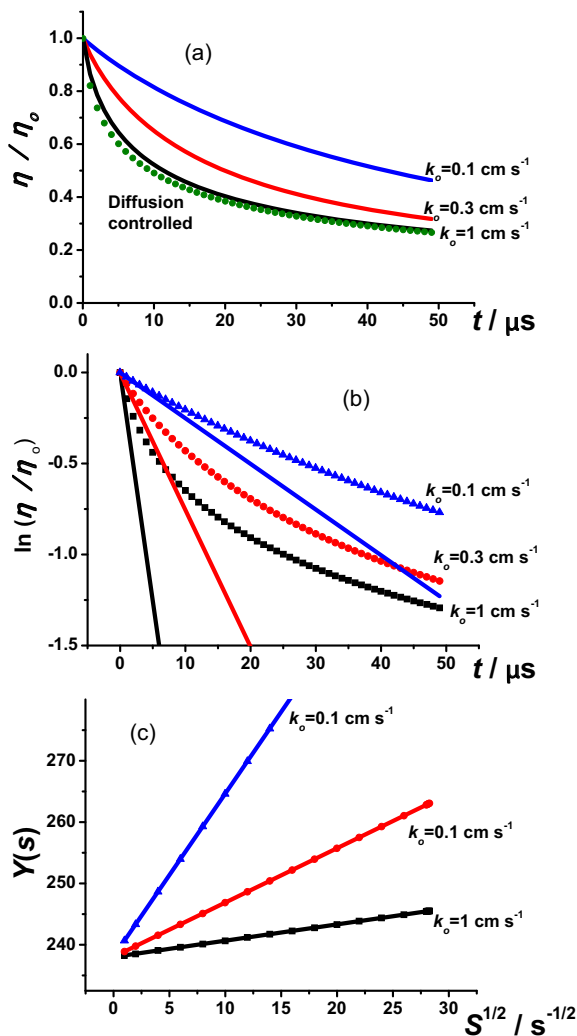 (a)
η / ηo
1.0
0.8
0.6
0.4
0.2
0.0
ko=0.1 cm s-1
ko=0.3 cm s-1
ko=1 cm s-1
Diffusion
controlled
0 10 20 30 40 50
t / µs
(b)
ln (η /ηo)
0.0
-0.5
-1.0
-1.5
ko=0.1 cm s-1
ko=0.3 cm s-1
ko=1 cm s-1
0 10 20 30 40 50
t / µs
(c)
Y(s)
270
260
250
240
ko=0.1 cm s-1
ko=0.1 cm s-1
ko=1 cm s-1
0 5 10 15 20 25 30
S1/2 / s-1/2